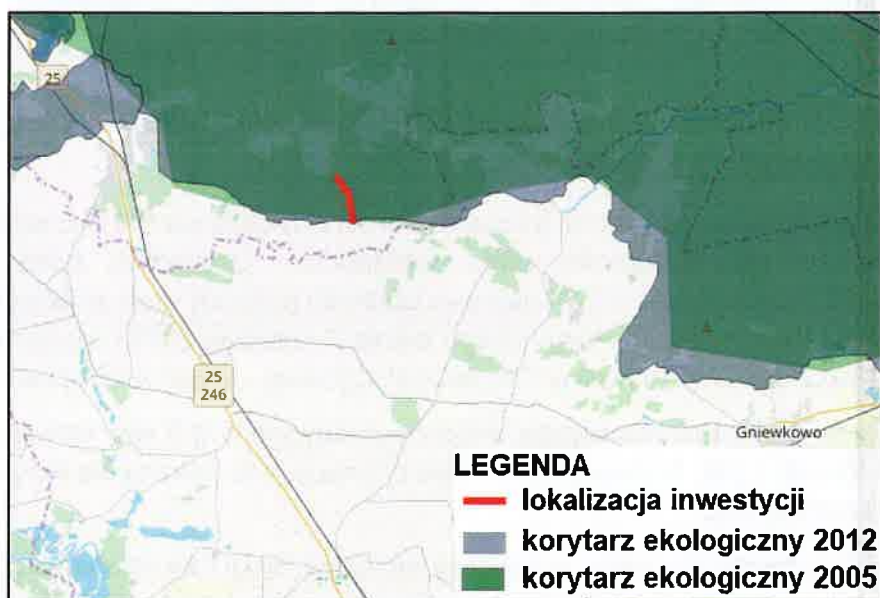 25
25
246
Gniewkowo
LEGENDA
lokalizacja inwestycji
korytarz ekologiczny 2012
korytarz ekologiczny 2005